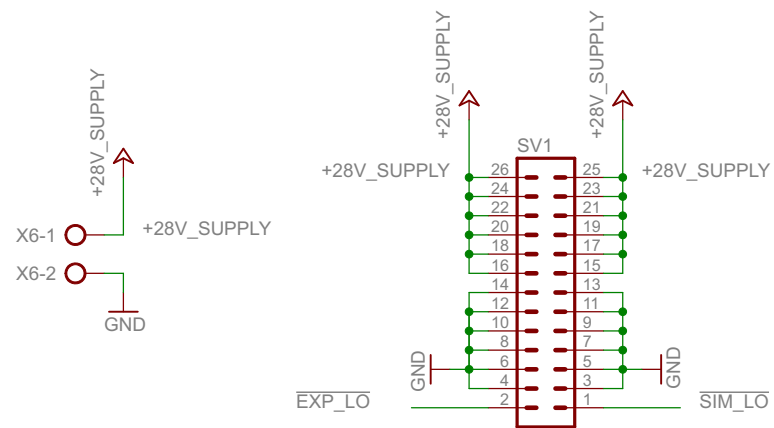 +28V_SUPPLY
X6-1
+28V_SUPPLY
X6-2
GND
+28V_SUPPLY
+28V_SUPPLY
SV1
+28V_SUPPLY 26 25 +28V_SUPPLY
24 23
22 21
20 19
18 17
16 15
14 13
12 11
10 9
8 7
GND 6 5 GND
4 3
EXP_LO 2 1 SIM_LO